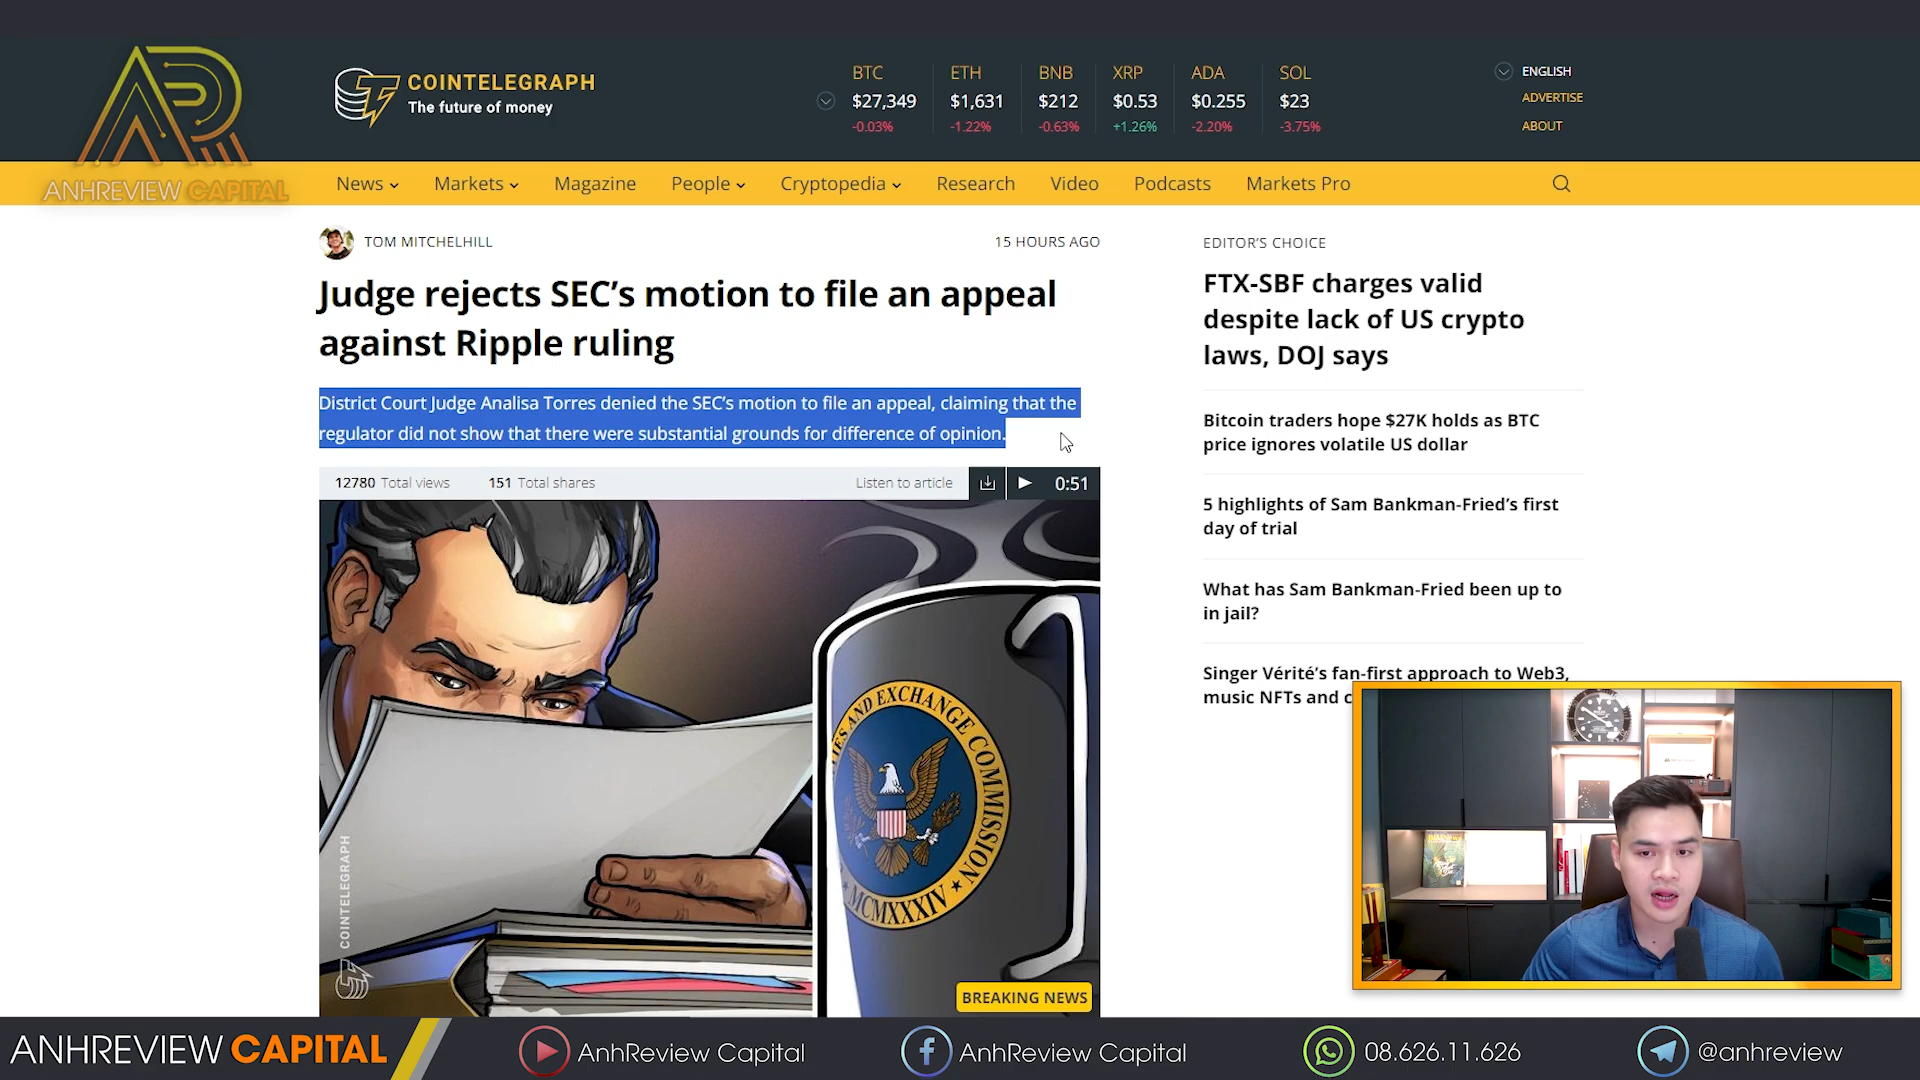 COINTELEGRAPH
The future of money
BTC
$27,349
-0.03%
ETH
$1,631
-1.22%
BNB
$212
-0.63%
XRP
$0.53
+1.26%
ADA
$0.255
-2.20%
SOL
$23
-3.75%
ENGLISH
ADVERTISE
ABOUT
ANHREVIEW CAPITAL
News Markets Magazine People Cryptopedia Research Video Podcasts Markets Pro
TOM MITCHELHILL
15 HOURS AGO
Judge rejects SEC’s motion to file an appeal
against Ripple ruling
District Court Judge Analisa Torres denied the SEC’s motion to file an appeal, claiming that the
regulator did not show that there were substantial grounds for difference of opinion.
12780 Total views 151 Total shares Listen to article 0:51
IES AND EXCHANGE COMMISSION
MCMXXXIV
COINTELEGRAPH
BREAKING NEWS
EDITOR’S CHOICE
FTX-SBF charges valid
despite lack of US crypto
laws, DOJ says
Bitcoin traders hope $27K holds as BTC
price ignores volatile US dollar
5 highlights of Sam Bankman-Fried’s first
day of trial
What has Sam Bankman-Fried been up to
in jail?
Singer Vérité’s fan-first approach to Web3,
music NFTs and c
ANHREVIEW CAPITAL
AnhReview Capital
AnhReview Capital
08.626.11.626
@anhreview